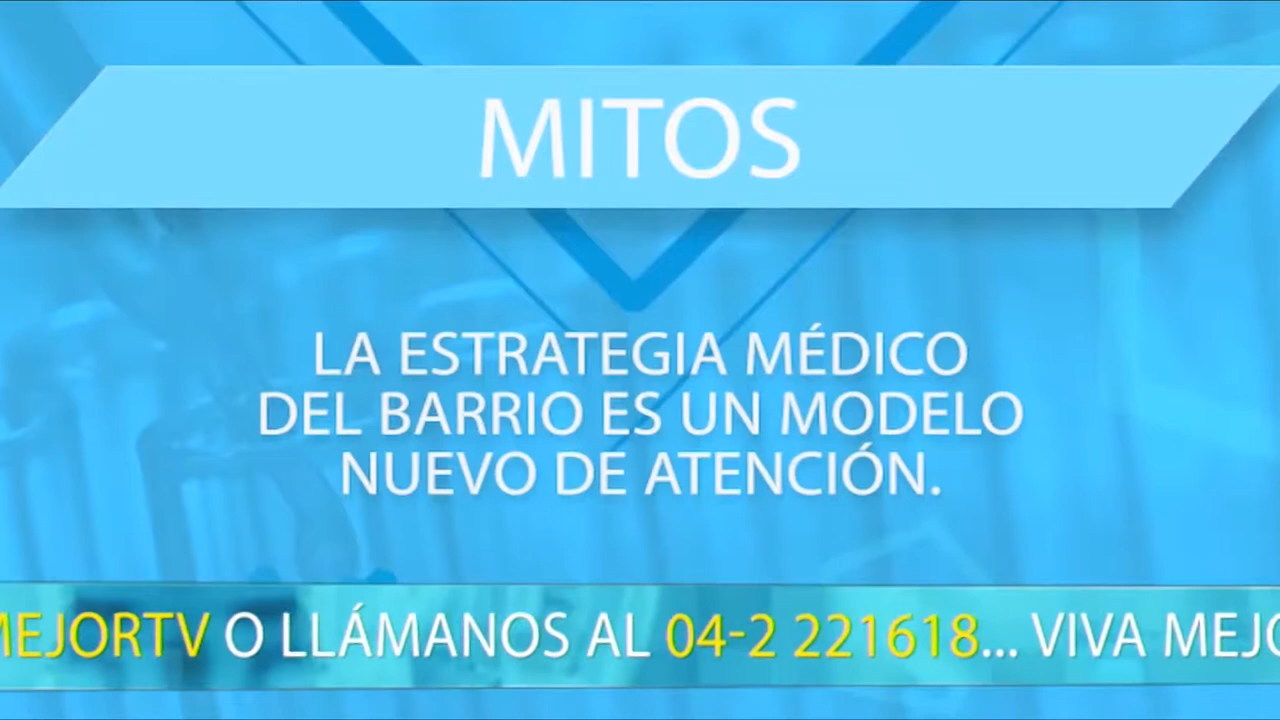 MITOS
LA ESTRATEGIA MÉDICO
DEL BARRIO ES UN MODELO
NUEVO DE ATENCIÓN.
MEJORTV O LLÁMANOS AL 04-2 221618... VIVA MEJO